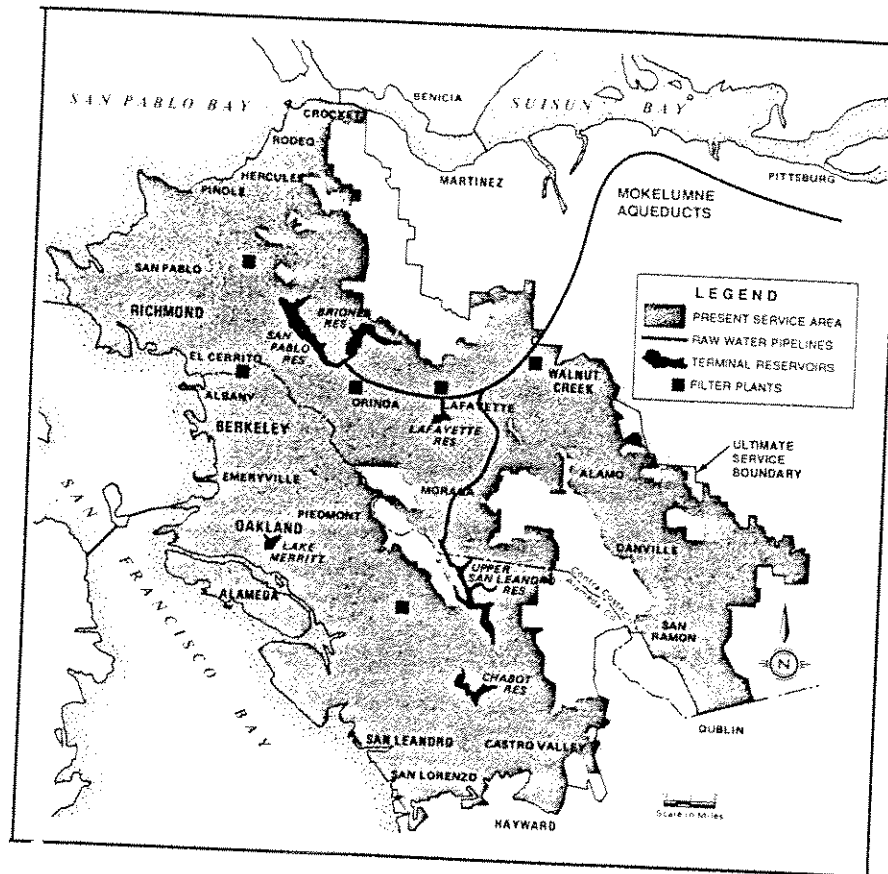 SAN PABLO BAY
BENICIA
SUISUN BAY
CROCKETT
RODEO
HERCULES
PINOLE
MARTINEZ
PITTSBURG
MOKELUMNE
AQUEDUCTS
SAN PABLO
RICHMOND
BRIONES
RES
SAN
PABLO
RES
LEGEND
PRESENT SERVICE AREA
RAW WATER PIPELINES
TERMINAL RESERVOIRS
FILTER PLANTS
EL CERRITO
ALBANY
BERKELEY
ORINDA
LAFAYETTE
LAFAYETTE
RES
WALNUT
CREEK
ULTIMATE
SERVICE
BOUNDARY
EMERYVILLE
PIEDMONT
MORAGA
ALAMO
OAKLAND
LAKE
MERRITT
DANVILLE
UPPER
SAN LEANDRO
RES
Contra Costa
Alameda Co.
ALAMEDA
SAN FRANCISCO BAY
SAN
RAMON
N
CHABOT
RES
DUBLIN
SAN LEANDRO
CASTRO VALLEY
SAN LORENZO
HAYWARD
Scale in Miles